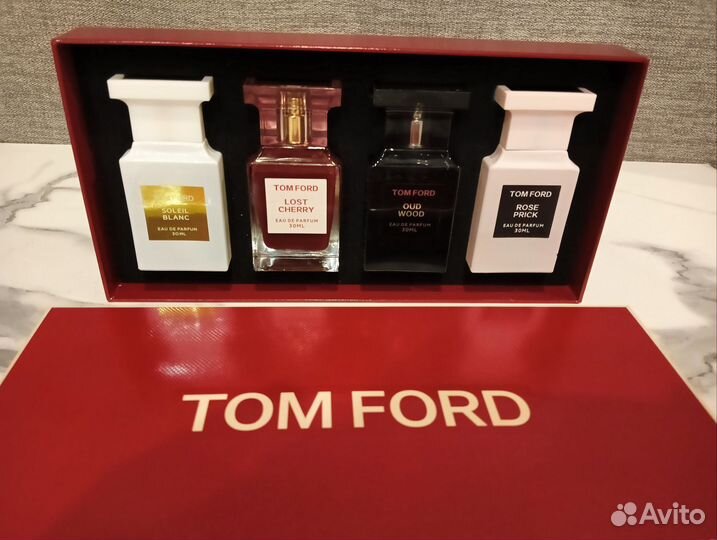 TOM FORD
SOLEIL
BLANC
EAU DE PARFUM
30ML
TOM FORD
LOST
CHERRY
EAU DE PARFUM
30ML
TOM FORD
OUD
WOOD
EAU DE PARFUM
30ML
TOM FORD
ROSE
PRICK
EAU DE PARFUM
30ML
TOM FORD
Avito